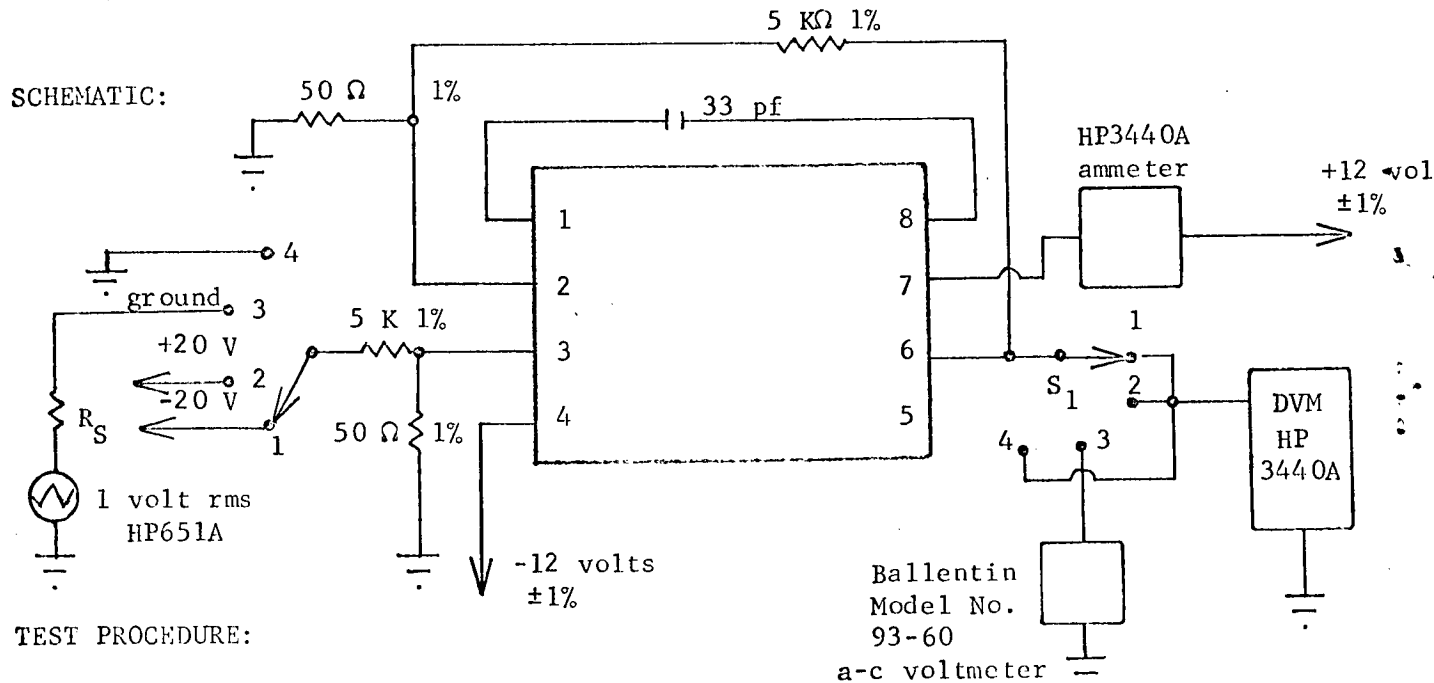 5 KΩ 1%
SCHEMATIC:
50 Ω
1%
33 pf
HP3440A
ammeter
+12 vol
±1%
1
8
4
2
7
ground
3
1
5 K 1%
+20 V
3
6
2
-20 V
S1
2
RS
1
50 Ω
1%
4
5
4
3
DVM
HP
3440A
1 volt rms
HP651A
-12 volts
±1%
Ballentin
Model No.
93-60
a-c voltmeter
TEST PROCEDURE: